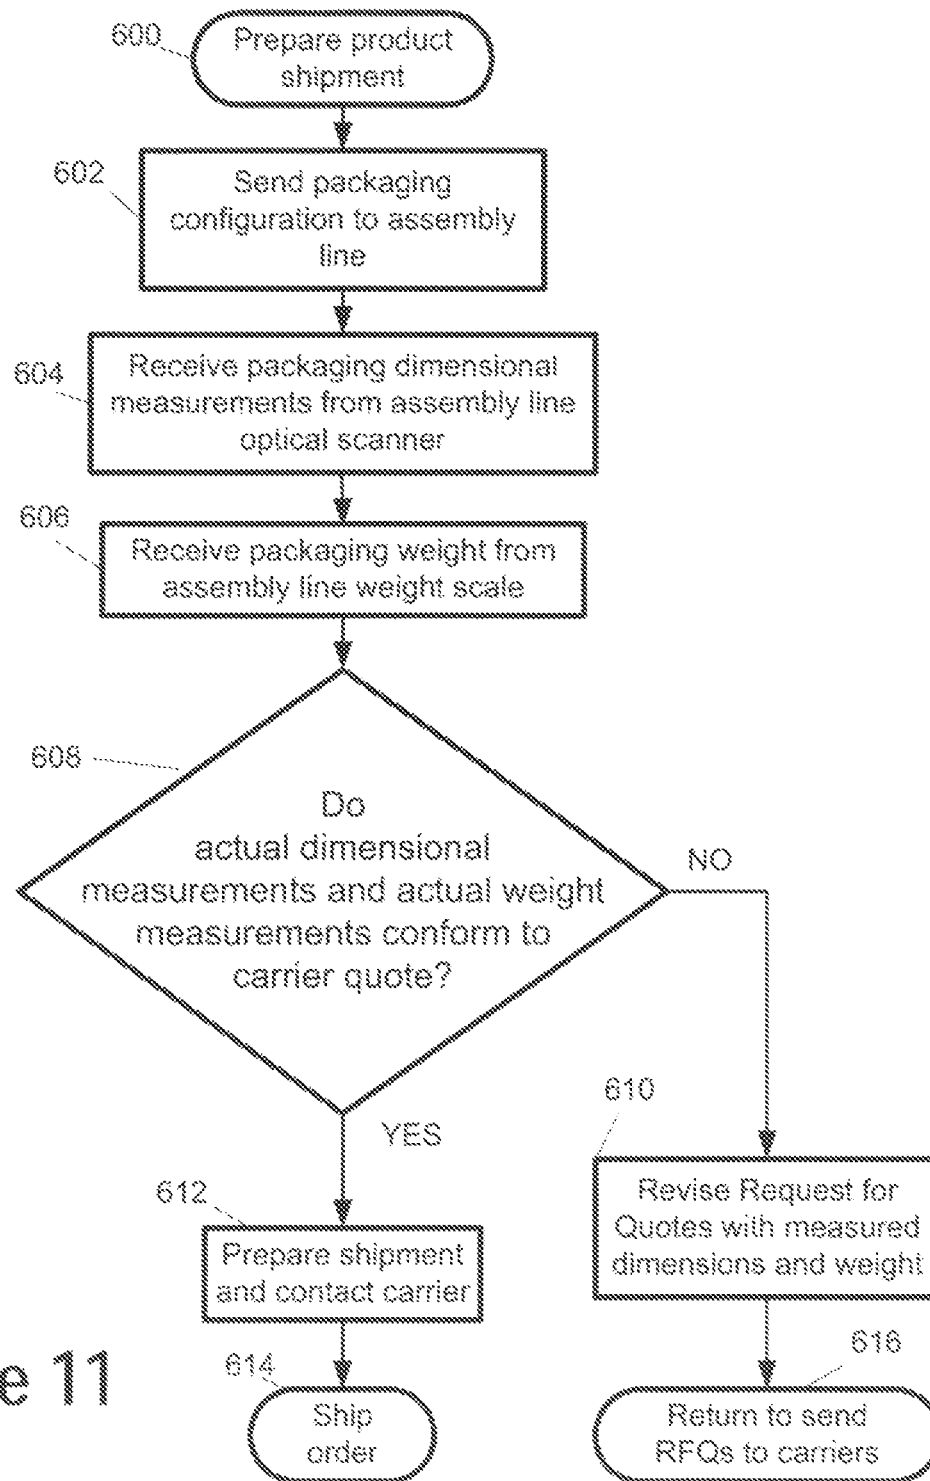 600
Prepare product
shipment
602
Send packaging
configuration to assembly
line
604
Receive packaging dimensional
measurements from assembly line
optical scanner
606
Receive packaging weight from
assembly line weight scale
608
Do
actual dimensional
measurements and actual weight
measurements conform to
carrier quote?
NO
YES
610
Revise Request for
Quotes with measured
dimensions and weight
612
Prepare shipment
and contact carrier
614
Ship
order
616
Return to send
RFQs to carriers
e 11